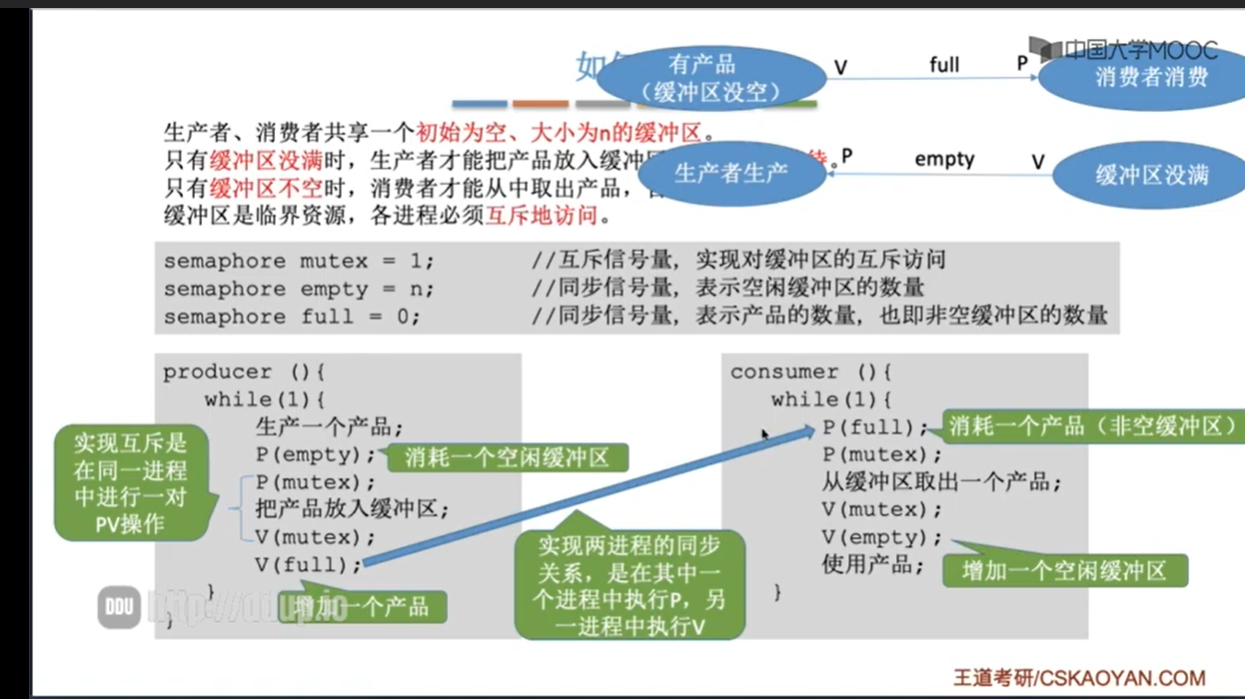 如
有产品
（缓冲区没空）
V full P
中国大学MOOC
消费者消费
生产者、消费者共享一个初始为空、大小为n的缓冲区。
只有缓冲区没满时，生产者才能把产品放入缓冲
待。
生产者生产
P empty V
缓冲区没满
只有缓冲区不空时，消费者才能从中取出产品，
缓冲区是临界资源，各进程必须互斥地访问。
semaphore mutex = 1; //互斥信号量，实现对缓冲区的互斥访问
semaphore empty = n; //同步信号量，表示空闲缓冲区的数量
semaphore full = 0; //同步信号量，表示产品的数量，也即非空缓冲区的数量
producer (){
while(1){
生产一个产品;
P(empty);
消耗一个空闲缓冲区
P(mutex);
把产品放入缓冲区;
V(mutex);
V(full);
增加一个产品
}
}
实现互斥是
在同一进程
中进行一对
PV操作
实现两进程的同步
关系，是在其中一
个进程中执行P，另
一进程中执行V
consumer (){
while(1){
P(full);
消耗一个产品（非空缓冲区）
P(mutex);
从缓冲区取出一个产品;
V(mutex);
V(empty);
增加一个空闲缓冲区
使用产品;
}
DDU http://ddup.io
王道考研/CSKAOYAN.COM